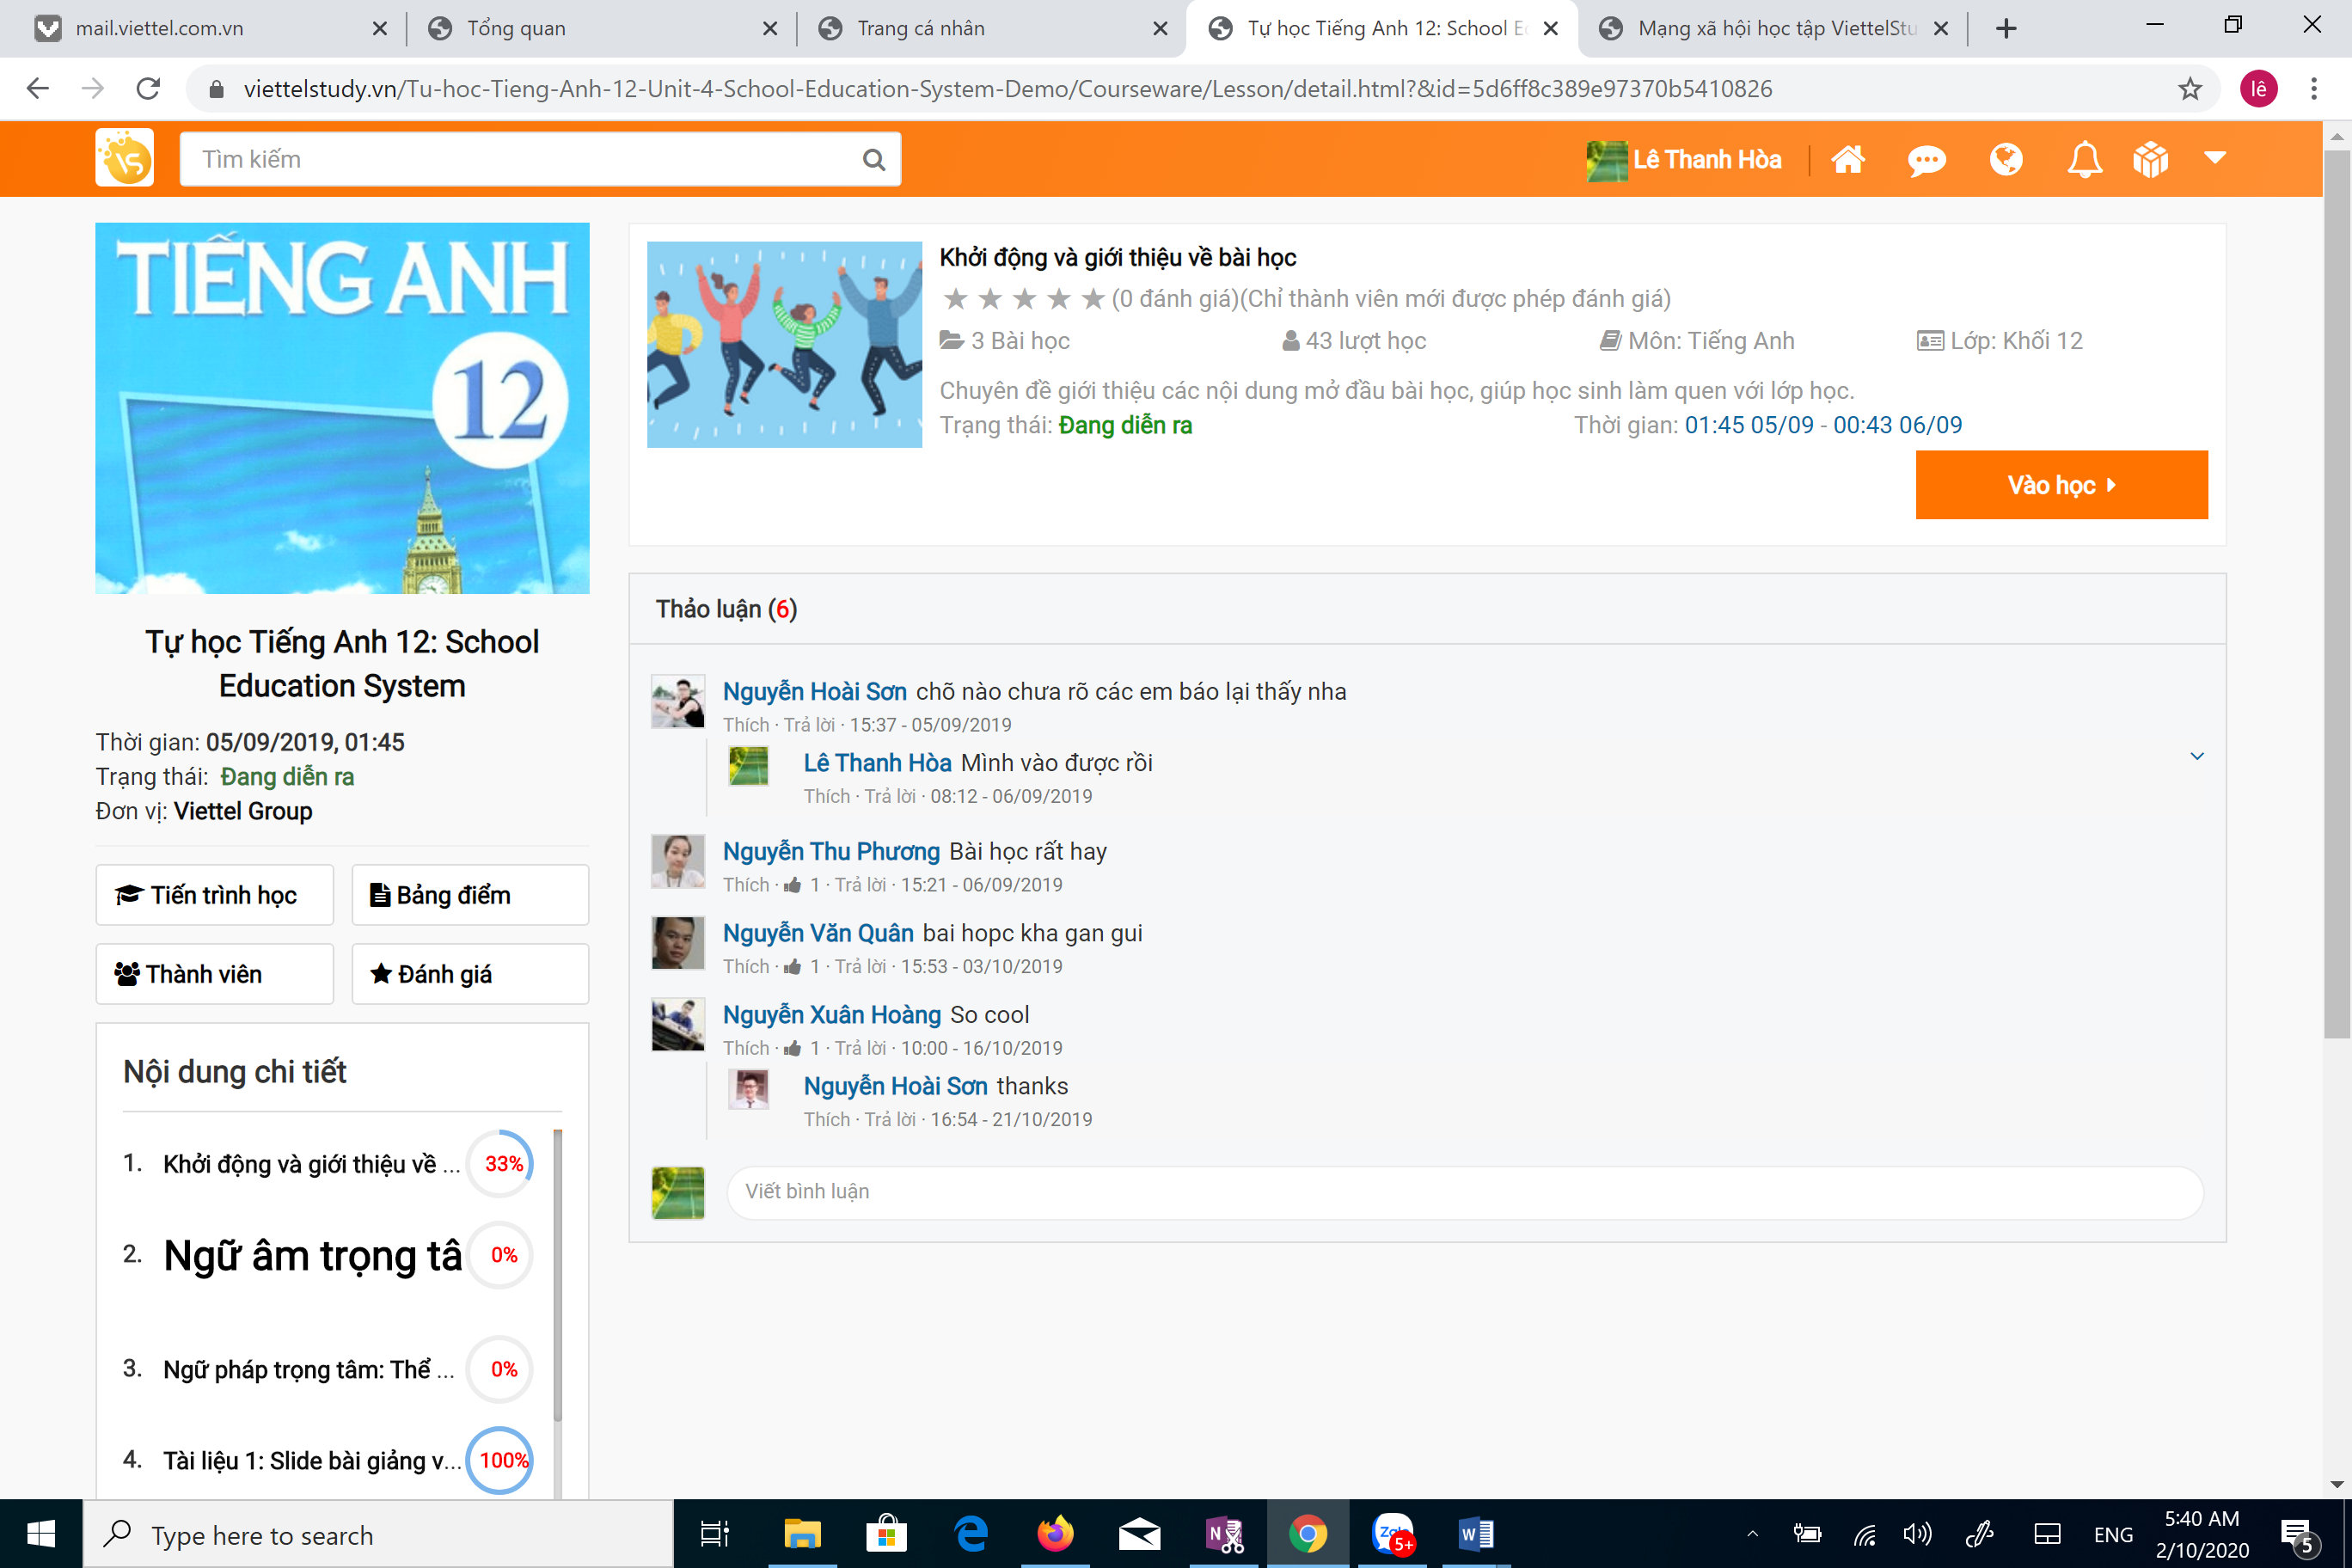 mail.viettel.com.vn
Tổng quan
Trang cá nhân
Tự học Tiếng Anh 12: School E
Mạng xã hội học tập ViettelStu
viettelstudy.vn/Tu-hoc-Tieng-Anh-12-Unit-4-School-Education-System-Demo/Courseware/Lesson/detail.html?&id=5d6ff8c389e97370b5410826
lê
Tìm kiếm
Lê Thanh Hòa
TIẾNG ANH
12
Tự học Tiếng Anh 12: School
Education System
Thời gian: 05/09/2019, 01:45
Trạng thái: Đang diễn ra
Đơn vị: Viettel Group
Tiến trình học
Bảng điểm
Thành viên
Đánh giá
Nội dung chi tiết
1. Khởi động và giới thiệu về ... 33%
2. Ngữ âm trọng tâ 0%
3. Ngữ pháp trọng tâm: Thể ... 0%
4. Tài liệu 1: Slide bài giảng v... 100%
Khởi động và giới thiệu về bài học
(0 đánh giá)(Chỉ thành viên mới được phép đánh giá)
3 Bài học
43 lượt học
Môn: Tiếng Anh
Lớp: Khối 12
Chuyên đề giới thiệu các nội dung mở đầu bài học, giúp học sinh làm quen với lớp học.
Trạng thái: Đang diễn ra
Thời gian: 01:45 05/09 - 00:43 06/09
Vào học
Thảo luận (6)
Nguyễn Hoài Sơn chõ nào chưa rõ các em báo lại thấy nha
Thích · Trả lời · 15:37 - 05/09/2019
Lê Thanh Hòa Mình vào được rồi
Thích · Trả lời · 08:12 - 06/09/2019
Nguyễn Thu Phương Bài học rất hay
Thích · 1 · Trả lời · 15:21 - 06/09/2019
Nguyễn Văn Quân bai hopc kha gan gui
Thích · 1 · Trả lời · 15:53 - 03/10/2019
Nguyễn Xuân Hoàng So cool
Thích · 1 · Trả lời · 10:00 - 16/10/2019
Nguyễn Hoài Sơn thanks
Thích · Trả lời · 16:54 - 21/10/2019
Viết bình luận
Type here to search
5+
ENG
5:40 AM
2/10/2020
5